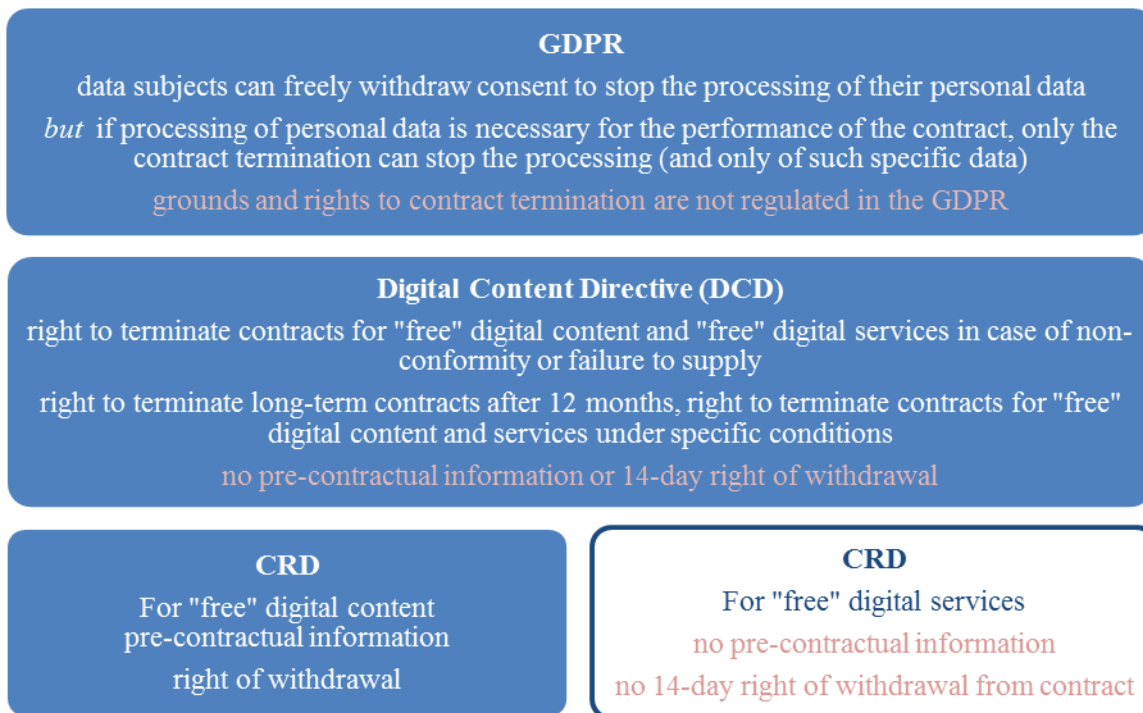 GDPR
data subjects can freely withdraw consent to stop the processing of their personal data
but if processing of personal data is necessary for the performance of the contract, only the
contract termination can stop the processing (and only of such specific data)
grounds and rights to contract termination are not regulated in the GDPR
Digital Content Directive (DCD)
right to terminate contracts for "free" digital content and "free" digital services in case of non-
conformity or failure to supply
right to terminate long-term contracts after 12 months, right to terminate contracts for "free"
digital content and services under specific conditions
no pre-contractual information or 14-day right of withdrawal
CRD
For "free" digital content
pre-contractual information
right of withdrawal
CRD
For "free" digital services
no pre-contractual information
no 14-day right of withdrawal from contract